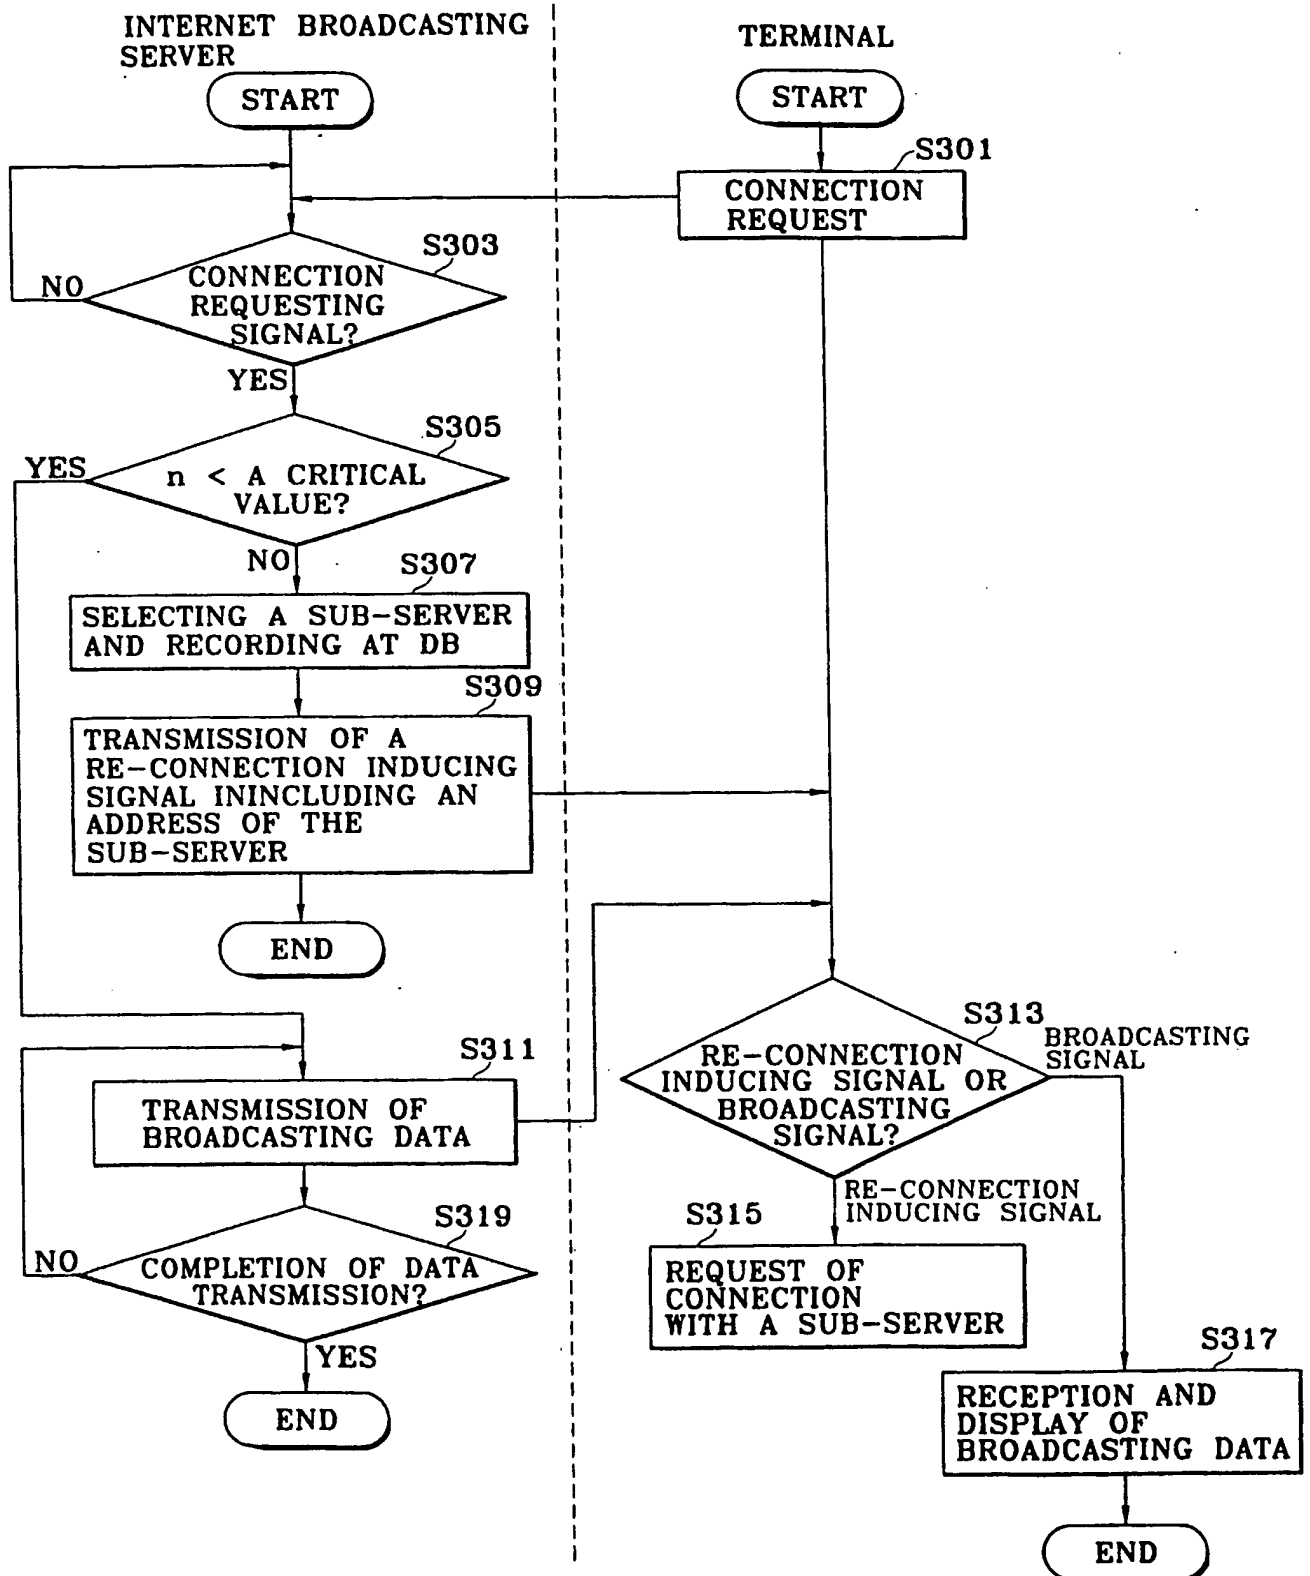 INTERNET BROADCASTING
SERVER
TERMINAL
START
START
S301
CONNECTION
REQUEST
S303
CONNECTION
REQUESTING
SIGNAL?
NO
YES
S305
n < A CRITICAL
VALUE?
YES
NO
S307
SELECTING A SUB-SERVER
AND RECORDING AT DB
S309
TRANSMISSION OF A
RE-CONNECTION INDUCING
SIGNAL ININCLUDING AN
ADDRESS OF THE
SUB-SERVER
END
S311
TRANSMISSION OF
BROADCASTING DATA
S313
RE-CONNECTION
INDUCING SIGNAL OR
BROADCASTING
SIGNAL?
BROADCASTING
SIGNAL
RE-CONNECTION
INDUCING SIGNAL
S315
REQUEST OF
CONNECTION
WITH A SUB-SERVER
S319
COMPLETION OF DATA
TRANSMISSION?
NO
YES
END
S317
RECEPTION AND
DISPLAY OF
BROADCASTING DATA
END